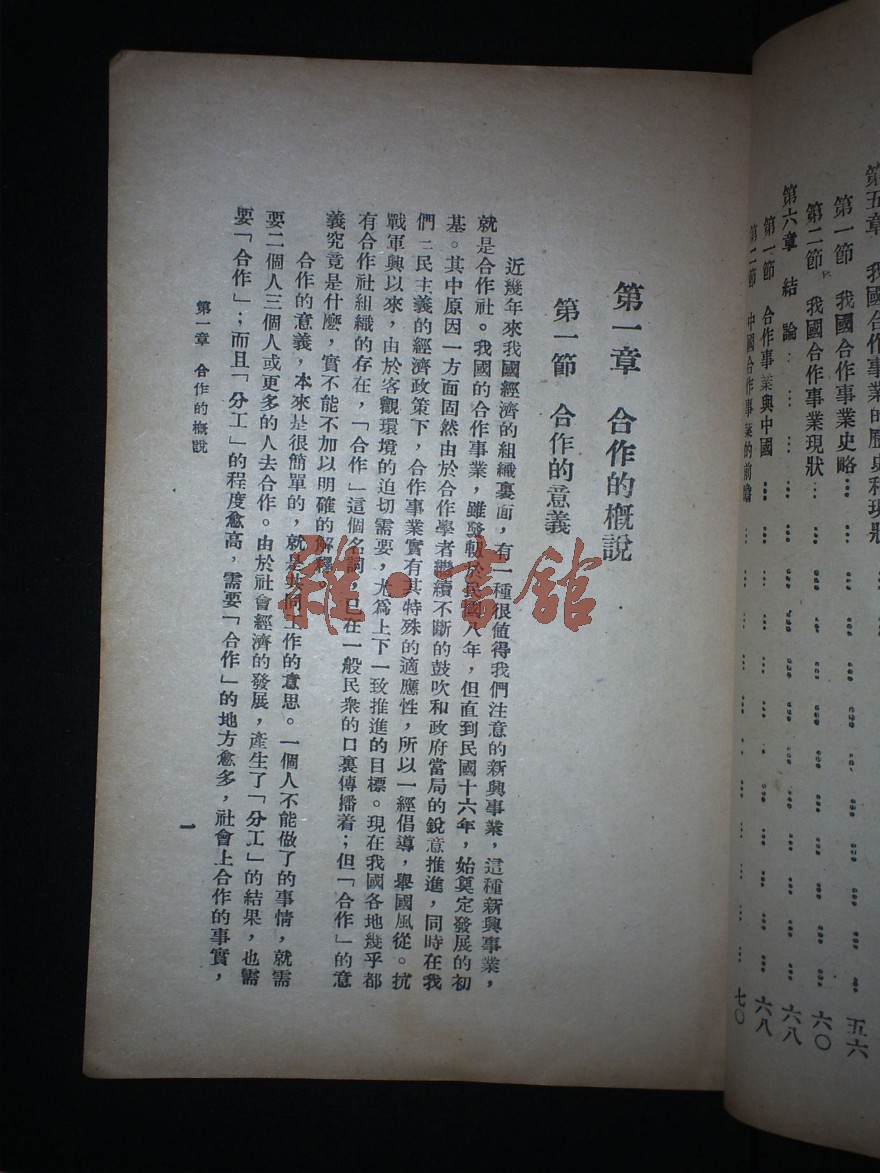 第五章　我國合作事業的歷史和現狀
第一節　我國合作事業史略…………………五六
第二節　我國合作事業現狀…………………六〇
第六章　結論…………………六八
第一節　合作事業與中國…………………六八
第二節　中國合作事業的前瞻…………………七〇
第一章　合作的概說
第一節　合作的意義
近幾年來我國經濟的組織裏面，有一種很值得我們注意的新興事業，這種新興事業，
就是合作社。我國的合作事業，雖發軔於民國八年，但直到民國十六年，始奠定發展的初
基。其中原因一方面固然由於合作學者繼續不斷的鼓吹和政府當局的銳意推進，同時在我
們三民主義的經濟政策下，合作事業實有其特殊的適應性，所以一經倡導，舉國風從。抗
戰軍興以來，由於客觀環境的迫切需要，尤爲上下一致推進的目標。現在我國各地幾乎都
有合作社組織的存在，「合作」這個名詞，已在一般民衆的口裏傳播着；但「合作」的意
義究竟是什麼，實不能不加以明確的解釋。
合作的意義，本來是很簡單的，就是共同工作的意思。一個人不能做了的事情，就需
要二個人三個人或更多的人去合作。由於社會經濟的發展，產生了「分工」的結果，也需
要「合作」；而且「分工」的程度愈高，需要「合作」的地方愈多，社會上合作的事實，
第一章　合作的概說
一
雜·書館